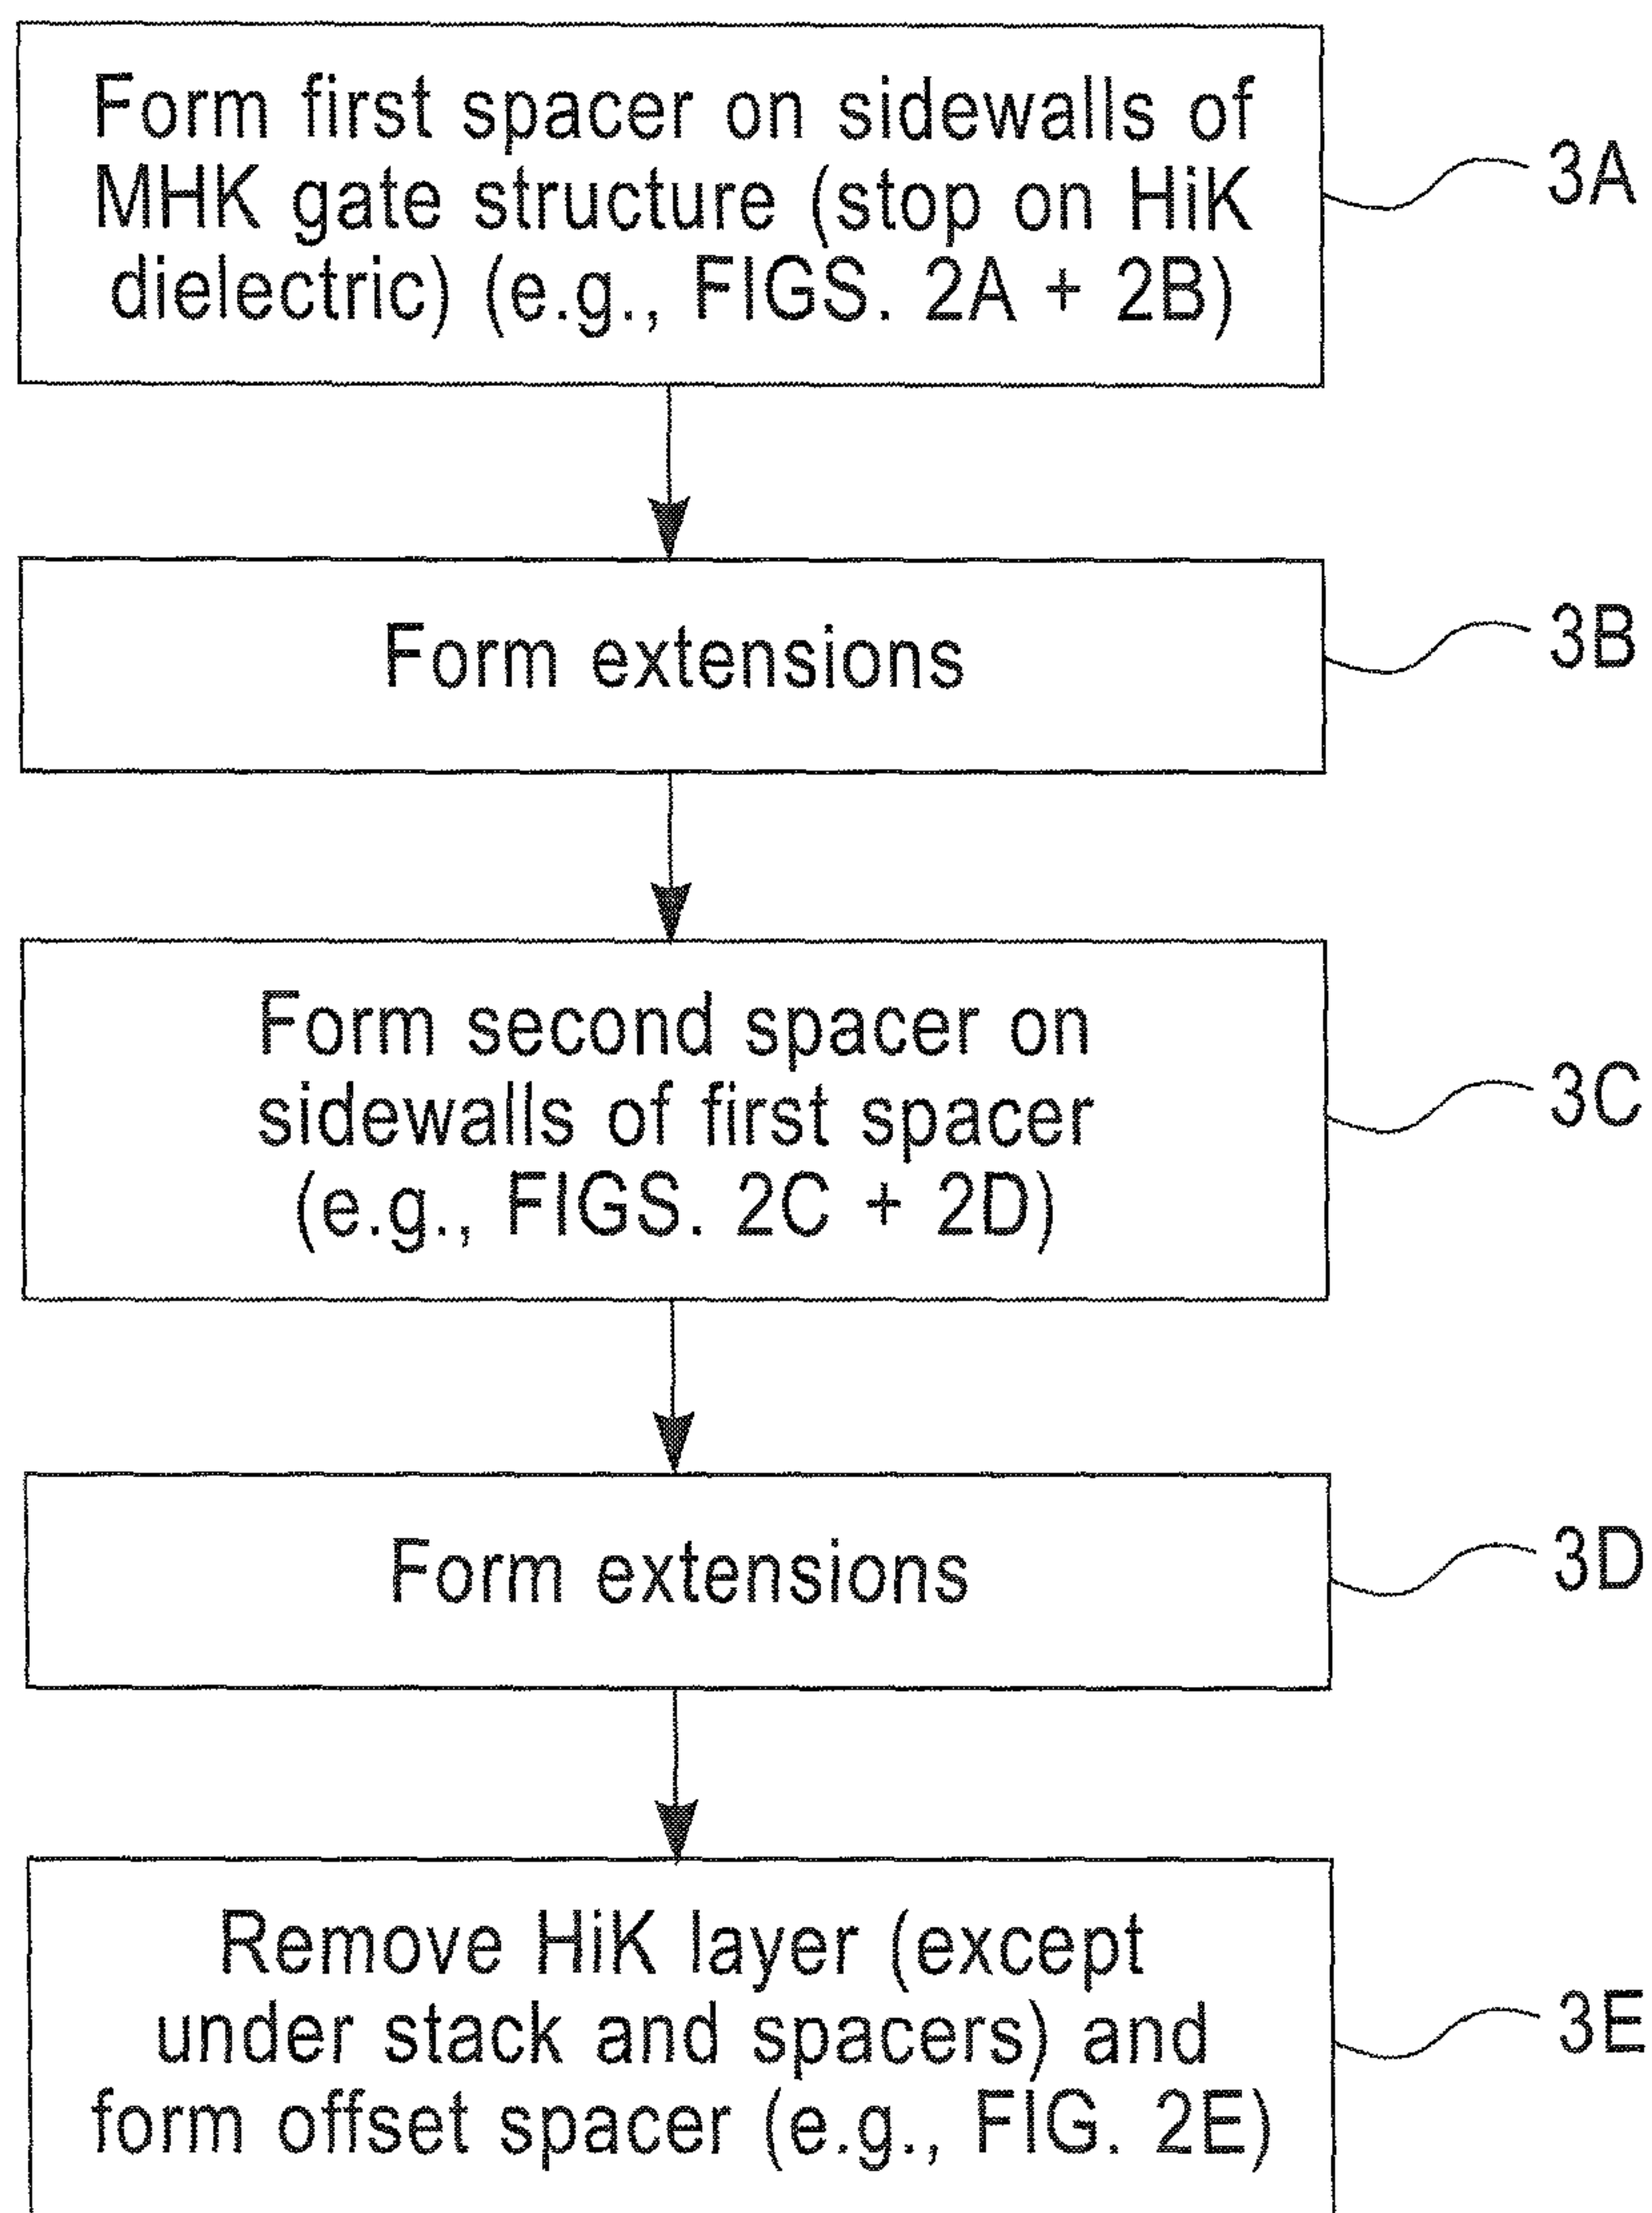 Form first spacer on sidewalls of
MHK gate structure (stop on HiK
dielectric) (e.g., FIGS. 2A + 2B)
3A
Form extensions
3B
Form second spacer on
sidewalls of first spacer
(e.g., FIGS. 2C + 2D)
3C
Form extensions
3D
Remove HiK layer (except
under stack and spacers) and
form offset spacer (e.g., FIG. 2E)
3E